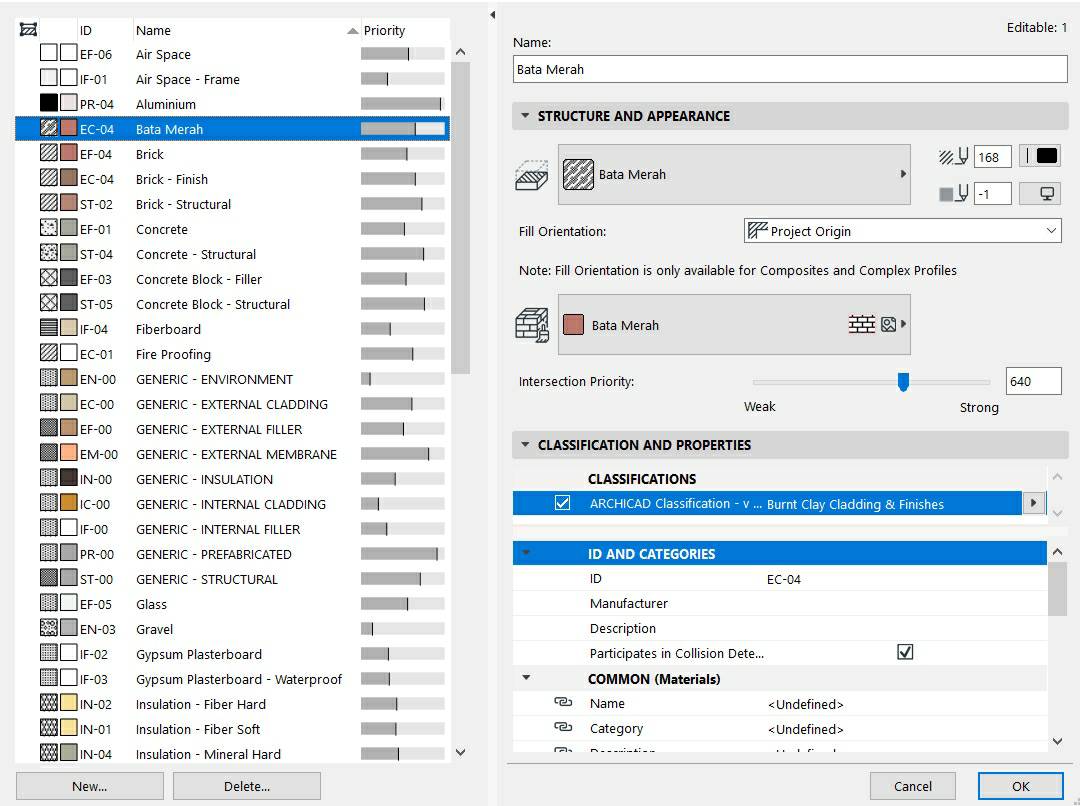 ID Name Priority
EF-06 Air Space
IF-01 Air Space - Frame
PR-04 Aluminium
EC-04 Bata Merah
EF-04 Brick
EC-04 Brick - Finish
ST-02 Brick - Structural
EF-01 Concrete
ST-04 Concrete - Structural
EF-03 Concrete Block - Filler
ST-05 Concrete Block - Structural
IF-04 Fiberboard
EC-01 Fire Proofing
EN-00 GENERIC - ENVIRONMENT
EC-00 GENERIC - EXTERNAL CLADDING
EF-00 GENERIC - EXTERNAL FILLER
EM-00 GENERIC - EXTERNAL MEMBRANE
IN-00 GENERIC - INSULATION
IC-00 GENERIC - INTERNAL CLADDING
IF-00 GENERIC - INTERNAL FILLER
PR-00 GENERIC - PREFABRICATED
ST-00 GENERIC - STRUCTURAL
EF-05 Glass
EN-03 Gravel
IF-02 Gypsum Plasterboard
IF-03 Gypsum Plasterboard - Waterproof
IN-02 Insulation - Fiber Hard
IN-01 Insulation - Fiber Soft
IN-04 Insulation - Mineral Hard
New... Delete...
Editable: 1
Name:
Bata Merah
STRUCTURE AND APPEARANCE
Bata Merah
168
-1
Fill Orientation: Project Origin
Note: Fill Orientation is only available for Composites and Complex Profiles
Bata Merah
Intersection Priority: 640
Weak Strong
CLASSIFICATION AND PROPERTIES
CLASSIFICATIONS
ARCHICAD Classification - v ... Burnt Clay Cladding & Finishes
ID AND CATEGORIES
ID EC-04
Manufacturer
Description
Participates in Collision Dete...
COMMON (Materials)
Name <Undefined>
Category <Undefined>
Cancel OK